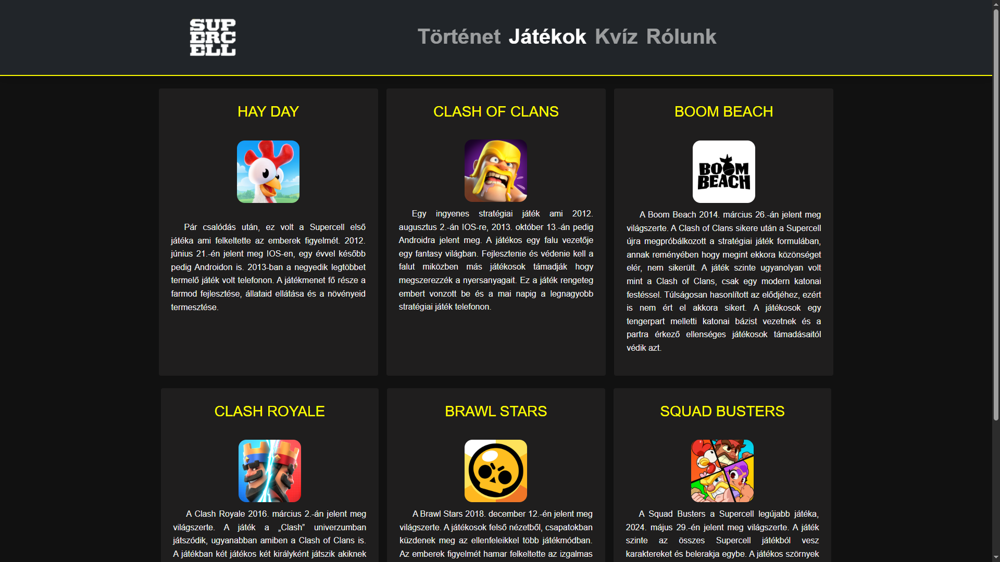 SUP
ERC
ELL
Történet Játékok Kvíz Rólunk
HAY DAY
Pár csalódás után, ez volt a Supercell első
játéka ami felkeltette az emberek figyelmét. 2012.
június 21.-én jelent meg IOS-en, egy évvel később
pedig Androidon is. 2013-ban a negyedik legtöbbet
termelő játék volt telefonon. A játékmenet fő része a
farmod fejlesztése, állataid ellátása és a növényeid
termesztése.
CLASH OF CLANS
Egy ingyenes stratégiai játék ami 2012.
augusztus 2.-án IOS-re, 2013. október 13.-án pedig
Androidra jelent meg. A játékos egy falu vezetője
egy fantasy világban. Fejlesztenie és védenie kell a
falut miközben más játékosok támadják hogy
megszerezzék a nyersanyagait. Ez a játék rengeteg
embert vonzott be és a mai napig a legnagyobb
stratégiai játék telefonon.
BOOM BEACH
BOOM
BEACH
A Boom Beach 2014. március 26.-án jelent meg
világszerte. A Clash of Clans sikere után a Supercell
újra megpróbálkozott a stratégiai játék formulában,
annak reményében hogy megint ekkora közönséget
elér, nem sikerült. A játék szinte ugyanolyan volt
mint a Clash of Clans, csak egy modern katonai
festéssel. Túlságosan hasonlított az elődjéhez, ezért
is nem ért el akkora sikert. A játékosok egy
tengerpart melletti katonai bázist vezetnek és a
partra érkező ellenséges játékosok támadásaitól
védik azt.
CLASH ROYALE
A Clash Royale 2016. március 2.-án jelent meg
világszerte. A játék a „Clash” univerzumban
játszódik, ugyanabban amiben a Clash of Clans is.
A játékban két játékos két királyként játszik akiknek
BRAWL STARS
A Brawl Stars 2018. december 12.-én jelent meg
világszerte. A játékosok felső nézetből, csapatokban
küzdenek meg az ellenfeleikkel több játékmódban.
Az emberek figyelmét hamar felkeltette az izgalmas
SQUAD BUSTERS
A Squad Busters a Supercell legújabb játéka,
2024. május 29.-én jelent meg világszerte. A játék
szinte az összes Supercell játékból vesz
karaktereket és belerakja egybe. A játékos szörnyek